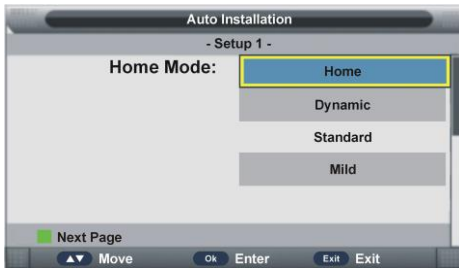 Auto Installation
- Setup 1 -
Home Mode: Home
Dynamic
Standard
Mild
Next Page
Move Ok Enter Exit Exit